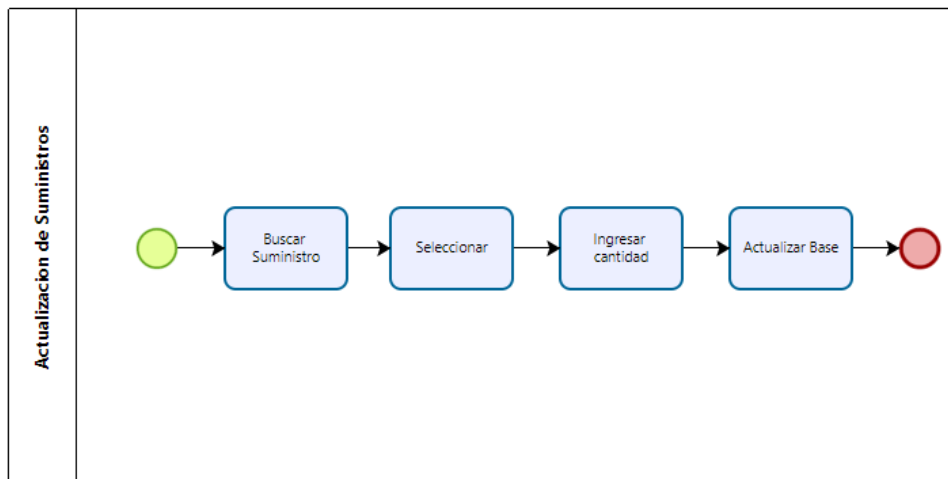 Actualizacion de Suministros
Buscar
Suministro
Seleccionar
Ingresar
cantidad
Actualizar Base